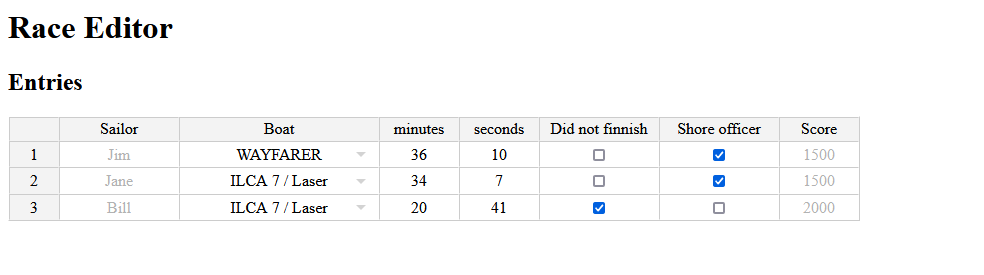 Race Editor
Entries
Sailor Boat minutes seconds Did not finnish Shore officer Score
1 Jim WAYFARER 36 10 1500
2 Jane ILCA 7 / Laser 34 7 1500
3 Bill ILCA 7 / Laser 20 41 2000